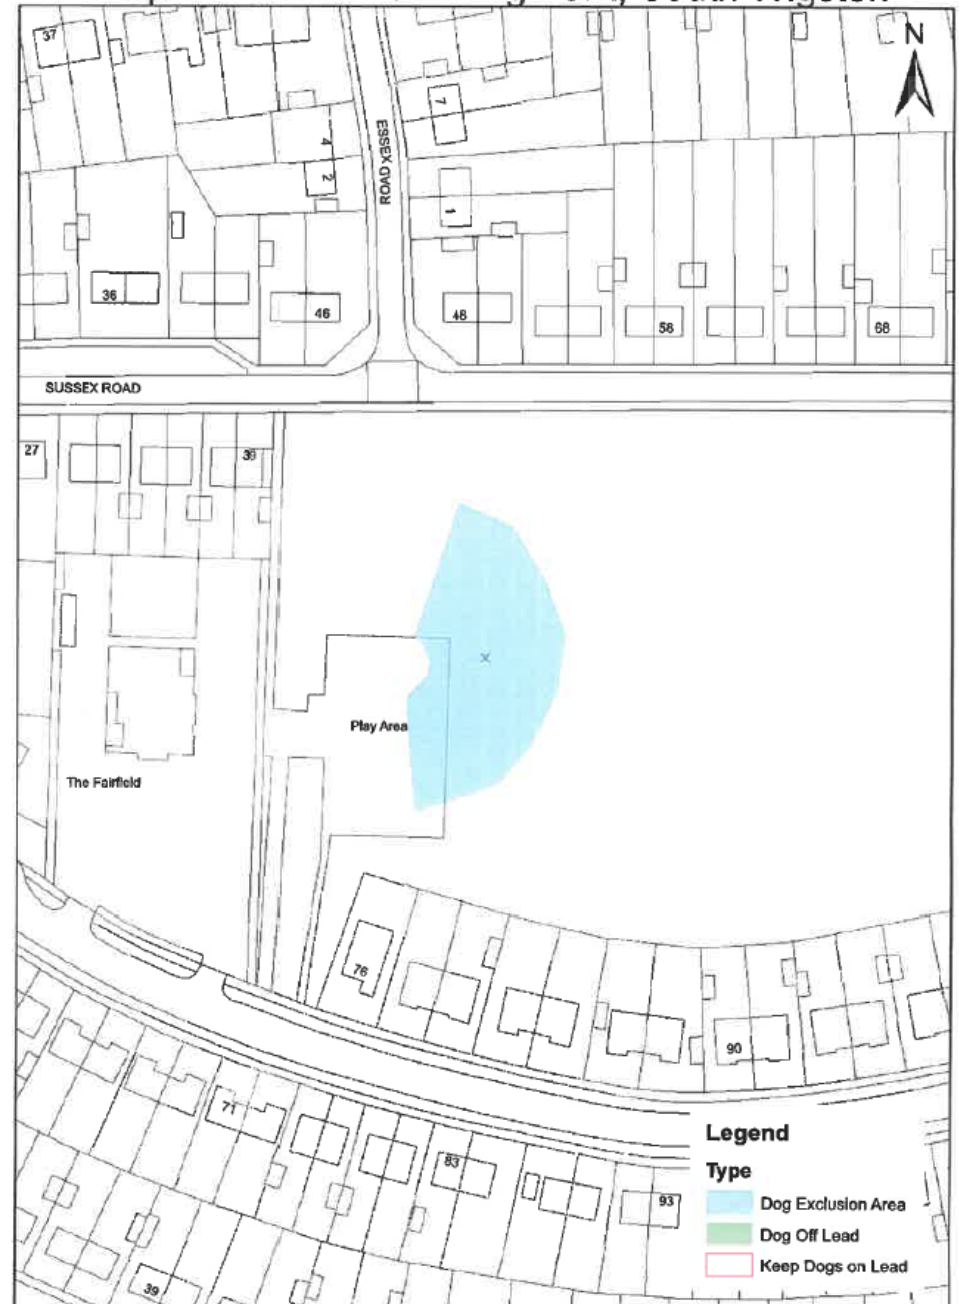 South Wigston
37
N
7
ESSEX ROAD
4
2
1
36
46
48
58
68
SUSSEX ROAD
27
39
Play Area
The Fairfield
76
90
71
83
93
39
Legend
Type
Dog Exclusion Area
Dog Off Lead
Keep Dogs on Lead